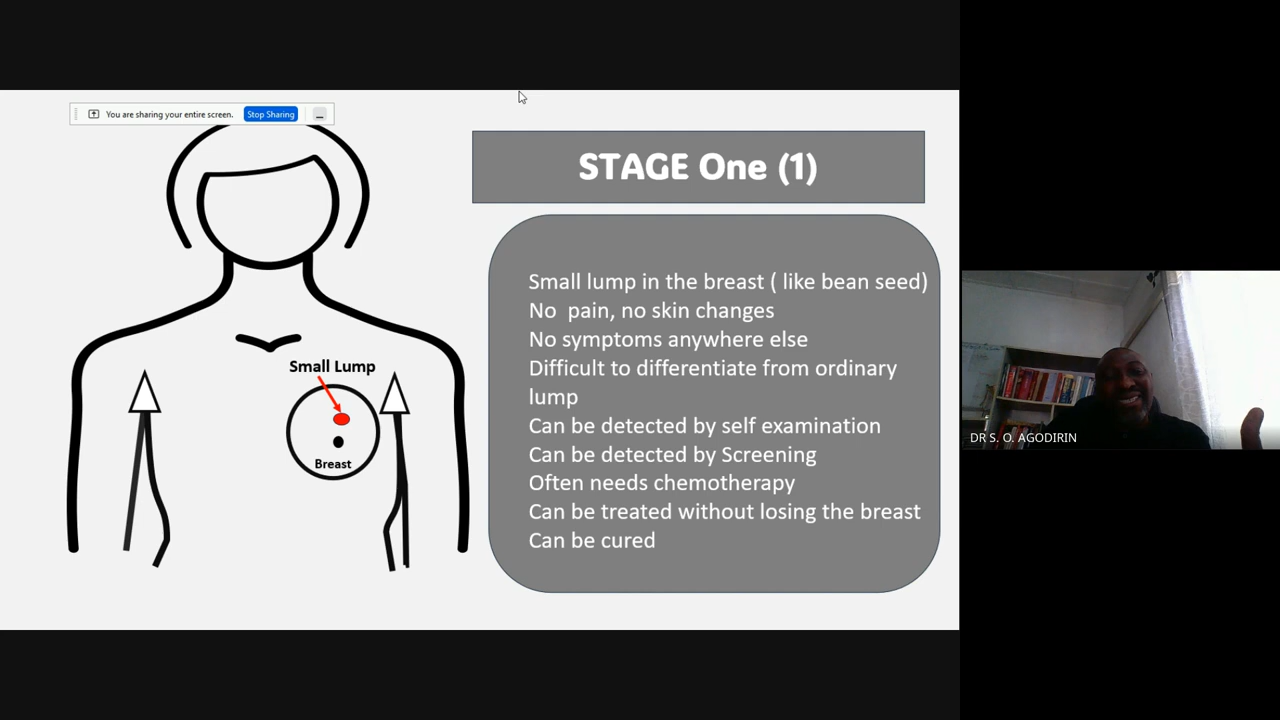 You are sharing your entire screen.
Stop Sharing
STAGE One (1)
Small Lump
Breast
Small lump in the breast ( like bean seed)
No  pain, no skin changes
No symptoms anywhere else
Difficult to differentiate from ordinary
lump
Can be detected by self examination
Can be detected by Screening
Often needs chemotherapy
Can be treated without losing the breast
Can be cured
DR S. O. AGODIRIN